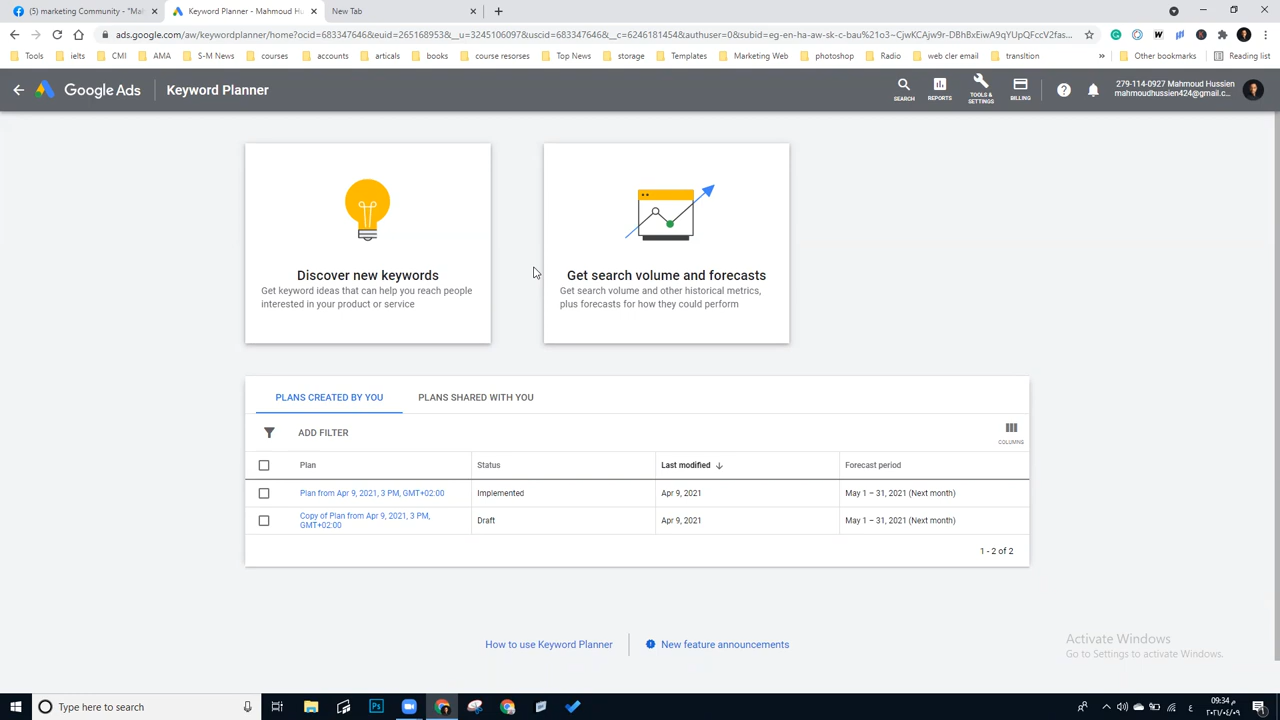 (5) marketing Community - "Ma
Keyword Planner - Mahmoud Hus
New Tab
ads.google.com/aw/keywordplanner/home?ocid=683347646&euid=265168953&__u=3245106097&uscid=683347646&__c=6246181454&authuser=0&subid=eg-en-ha-aw-sk-c-bau%21o3~CjwKCAjw9r-DBhBxEiwA9qYUpQFccV2fas...
Tools
ielts
CMI
AMA
S-M News
courses
accounts
articals
books
course resorses
Top News
storage
Templates
Marketing Web
photoshop
Radio
web cler email
transltion
»
Other bookmarks
Reading list
Google Ads
Keyword Planner
SEARCH
REPORTS
TOOLS & SETTINGS
BILLING
279-114-0927 Mahmoud Hussien
mahmoudhussien424@gmail.c...
Discover new keywords
Get keyword ideas that can help you reach people
interested in your product or service
Get search volume and forecasts
Get search volume and other historical metrics,
plus forecasts for how they could perform
PLANS CREATED BY YOU
PLANS SHARED WITH YOU
ADD FILTER
COLUMNS
Plan Status Last modified Forecast period
Plan from Apr 9, 2021, 3 PM, GMT+02:00 Implemented Apr 9, 2021 May 1 – 31, 2021 (Next month)
Copy of Plan from Apr 9, 2021, 3 PM,
GMT+02:00 Draft Apr 9, 2021 May 1 – 31, 2021 (Next month)
1 - 2 of 2
How to use Keyword Planner
New feature announcements
Activate Windows
Go to Settings to activate Windows.
Type here to search
Ps
ع
09:34 م
٢٠٢١/٠٤/٠٩